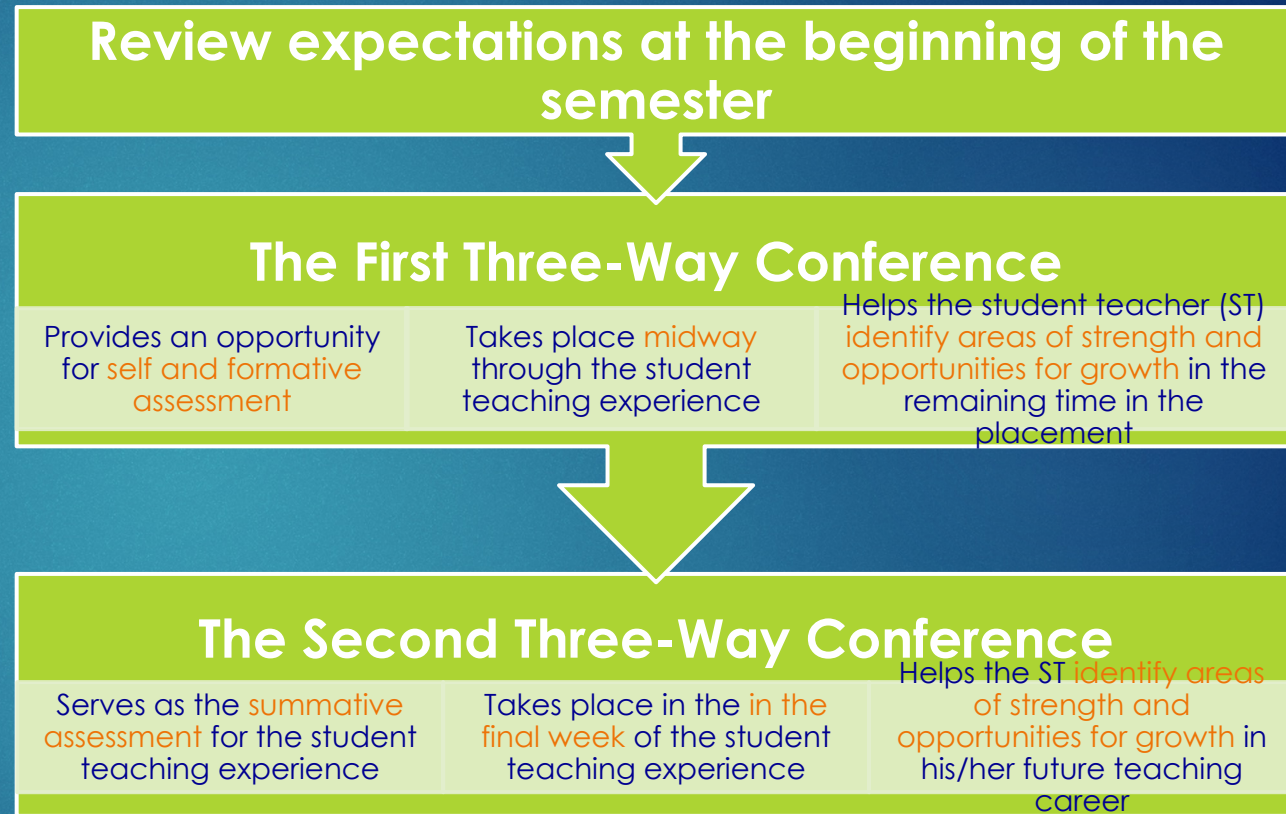 Review expectations at the beginning of the
semester
The First Three-Way Conference
Provides an opportunity
for self and formative
assessment
Takes place midway
through the student
teaching experience
Helps the student teacher (ST)
identify areas of strength and
opportunities for growth in the
remaining time in the
placement
The Second Three-Way Conference
Serves as the summative
assessment for the student
teaching experience
Takes place in the in the
final week of the student
teaching experience
Helps the ST identify areas
of strength and
opportunities for growth in
his/her future teaching
career